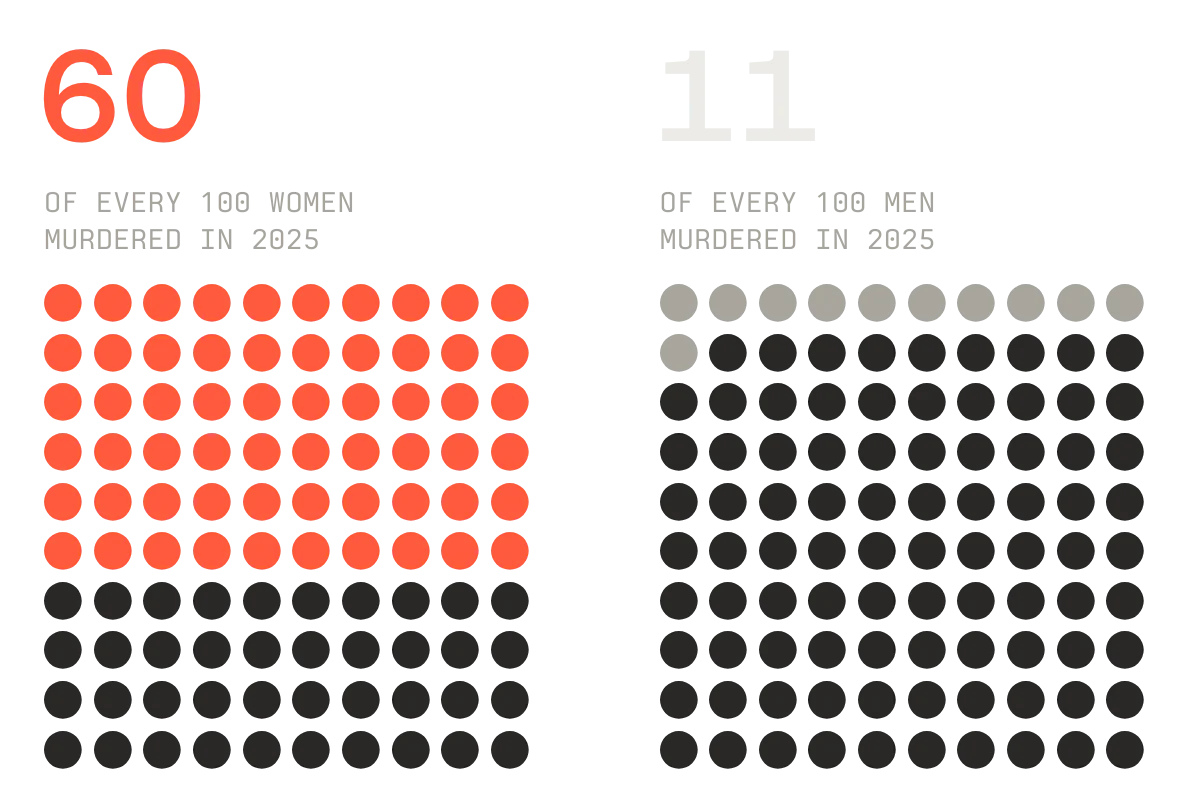 60
OF EVERY 100 WOMEN
MURDERED IN 2025
11
OF EVERY 100 MEN
MURDERED IN 2025